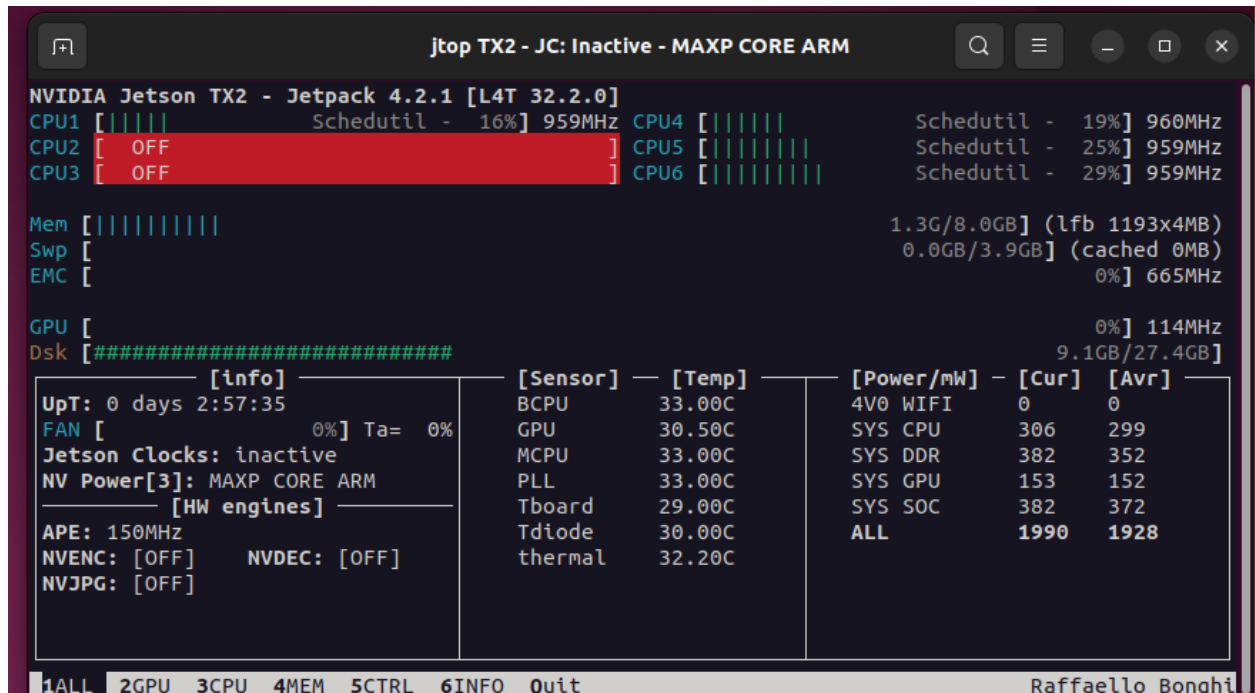 jtop TX2 - JC: Inactive - MAXP CORE ARM
NVIDIA Jetson TX2 - Jetpack 4.2.1 [L4T 32.2.0]
CPU1 [||||| Schedutil - 16%] 959MHz CPU4 [|||||| Schedutil - 19%] 960MHz
CPU2 [ OFF ] CPU5 [|||||||| Schedutil - 25%] 959MHz
CPU3 [ OFF ] CPU6 [||||||||| Schedutil - 29%] 959MHz
Mem [|||||||||| 1.3G/8.0GB] (lfb 1193x4MB)
Swp [ 0.0GB/3.9GB] (cached 0MB)
EMC [ 0%] 665MHz
GPU [ 0%] 114MHz
Dsk [############################ 9.1GB/27.4GB]
[info] [Sensor] [Temp] [Power/mW] [Cur] [Avr]
UpT: 0 days 2:57:35 BCPU 33.00C 4V0 WIFI 0 0
FAN [ 0%] Ta= 0% GPU 30.50C SYS CPU 306 299
Jetson Clocks: inactive MCPU 33.00C SYS DDR 382 352
NV Power[3]: MAXP CORE ARM PLL 33.00C SYS GPU 153 152
[HW engines] Tboard 29.00C SYS SOC 382 372
APE: 150MHz Tdiode 30.00C ALL 1990 1928
NVENC: [OFF] NVDEC: [OFF] thermal 32.20C
NVJPG: [OFF]
1ALL 2GPU 3CPU 4MEM 5CTRL 6INFO Quit Raffaello Bonghi